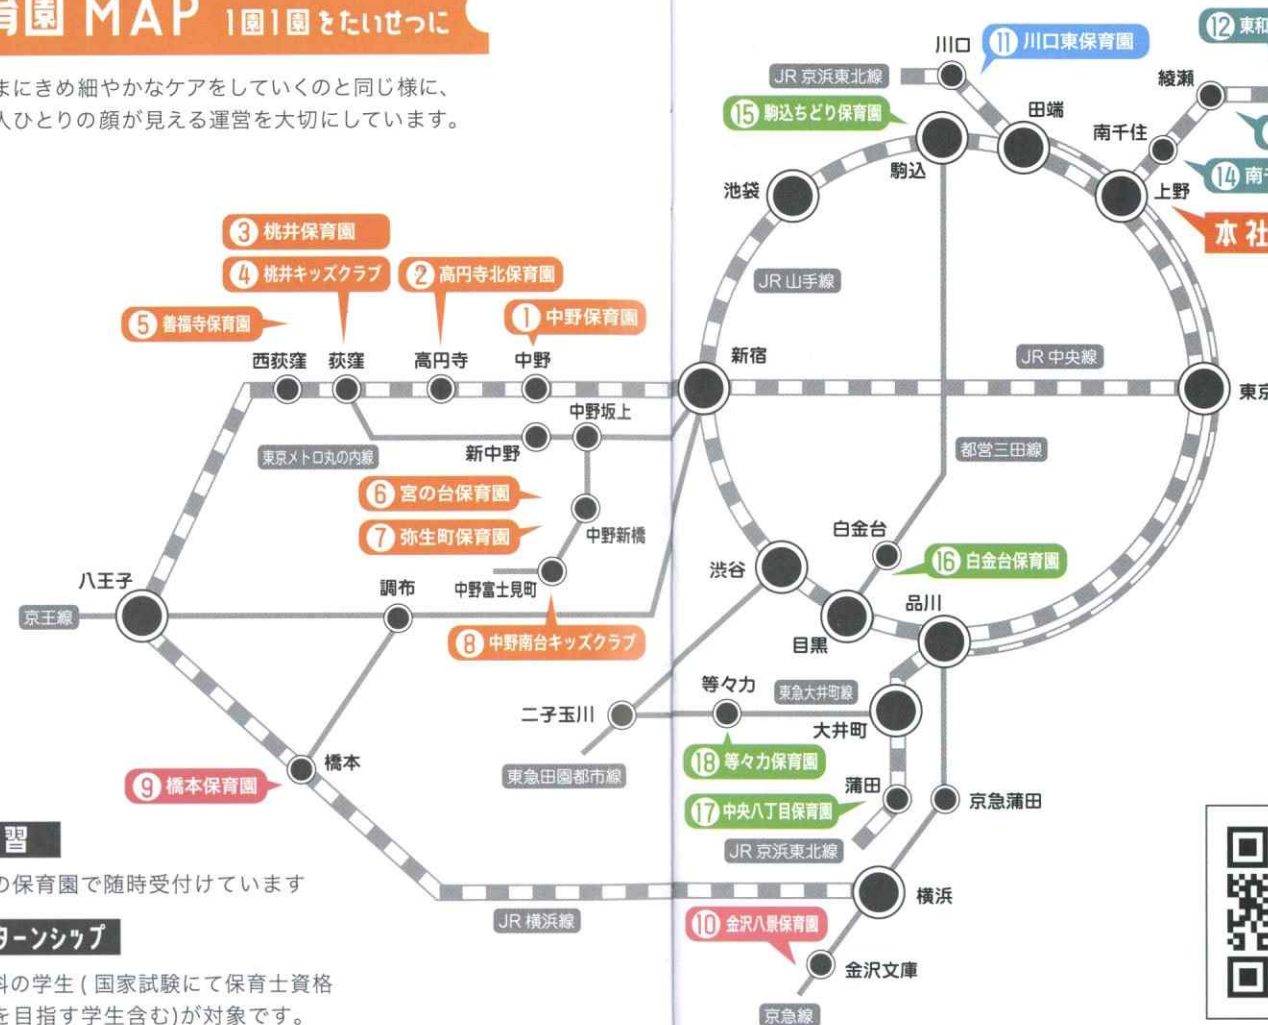 育園 MAP 1園1園をたいせつに
まにきめ細やかなケアをしていくのと同じ様に、
人ひとりの顔が見える運営を大切にしています。
⑫ 東和
川口
⑪ 川口東保育園
JR 京浜東北線
綾瀬
⑮ 駒込ちどり保育園
田端
南千住
駒込
⑭ 南千
池袋
上野
本社
③ 桃井保育園
④ 桃井キッズクラブ
② 高円寺北保育園
JR 山手線
⑤ 善福寺保育園
① 中野保育園
西荻窪
荻窪
高円寺
中野
新宿
JR 中央線
東京
中野坂上
東京メトロ丸の内線
新中野
都営三田線
⑥ 宮の台保育園
⑦ 弥生町保育園
中野新橋
白金台
⑯ 白金台保育園
八王子
調布
中野富士見町
渋谷
品川
京王線
⑧ 中野南台キッズクラブ
目黒
等々力
東急大井町線
二子玉川
大井町
橋本
⑱ 等々力保育園
東急田園都市線
⑨ 橋本保育園
蒲田
京急蒲田
⑰ 中央八丁目保育園
JR 京浜東北線
習
の保育園で随時受付けています
横浜
JR 横浜線
⑩ 金沢八景保育園
ターンシップ
金沢文庫
科の学生 ( 国家試験にて保育士資格
を目指す学生含む)が対象です。
京急線